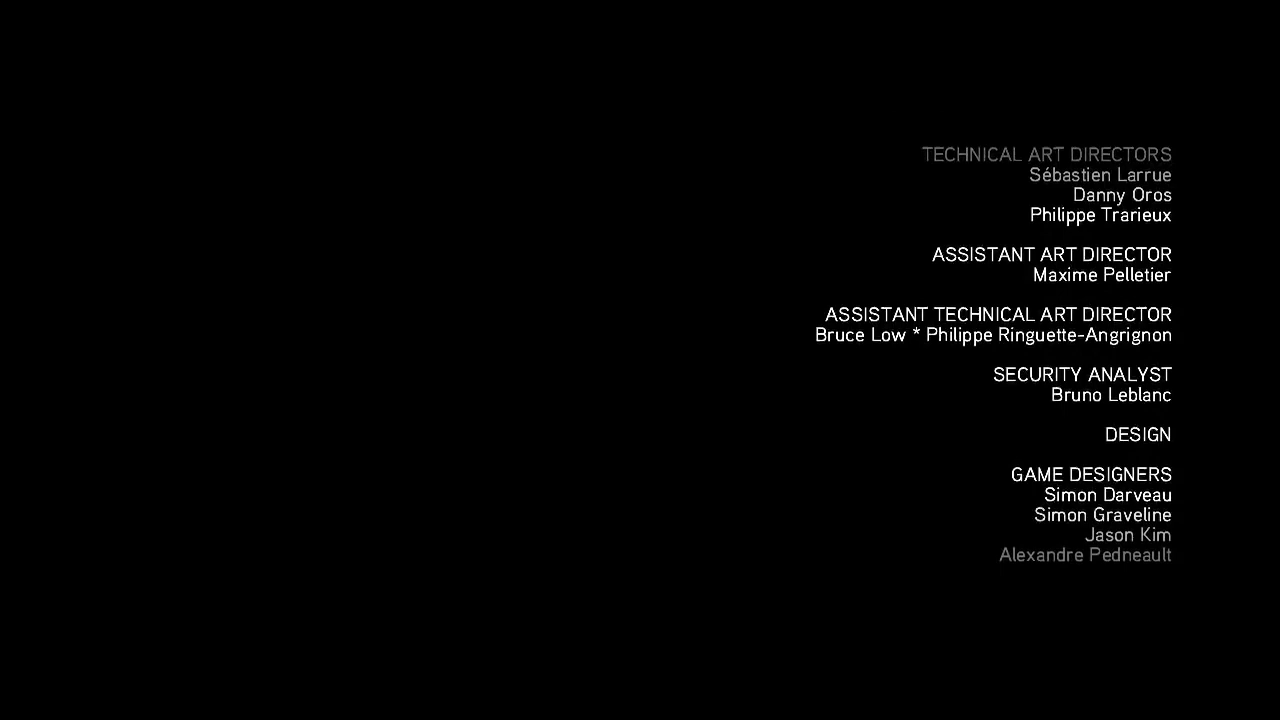 TECHNICAL ART DIRECTORS
Sébastien Larrue
Danny Oros
Philippe Trarieux
ASSISTANT ART DIRECTOR
Maxime Pelletier
ASSISTANT TECHNICAL ART DIRECTOR
Bruce Low * Philippe Ringuette-Angrignon
SECURITY ANALYST
Bruno Leblanc
DESIGN
GAME DESIGNERS
Simon Darveau
Simon Graveline
Jason Kim
Alexandre Pedneault